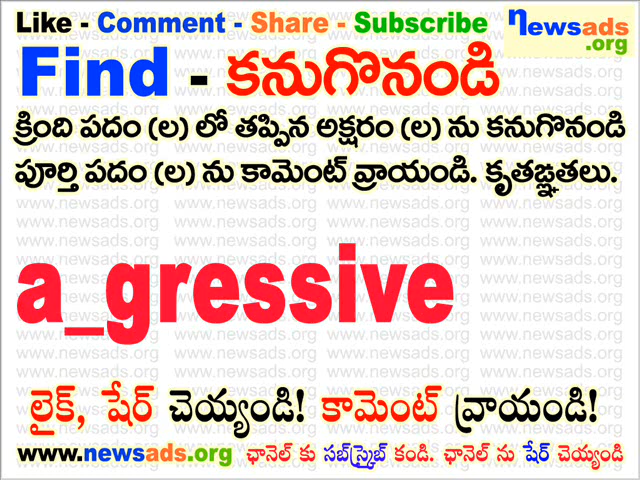 Like - Comment - Share - Subscribe
newsads
.org
Find - కనుగొనండి
క్రింది పదం (ల) లో తప్పిన అక్షరం (ల) ను కనుగొనండి
పూర్తి పదం (ల) ను కామెంట్ వ్రాయండి. కృతఙ్ఞతలు.
a_gressive
లైక్, షేర్ చెయ్యండి! కామెంట్ వ్రాయండి!
www.newsads.org ఛానెల్ కు సబ్‌స్క్రైబ్ కండి. ఛానెల్ ను షేర్ చెయ్యండి